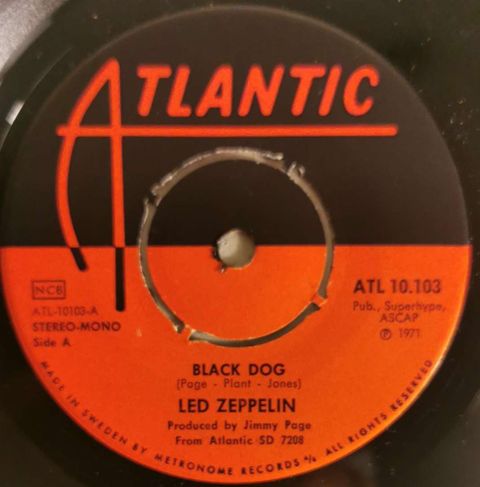 ATLANTIC
NCB
ATL-10103-A
STEREO-MONO
Side A
ATL 10.103
Pub., Superhype,
ASCAP
℗ 1971
BLACK DOG
(Page - Plant - Jones)
LED ZEPPELIN
Produced by Jimmy Page
From Atlantic SD 7208
MADE IN SWEDEN BY METRONOME RECORDS A/B ALL RIGHTS RESERVED